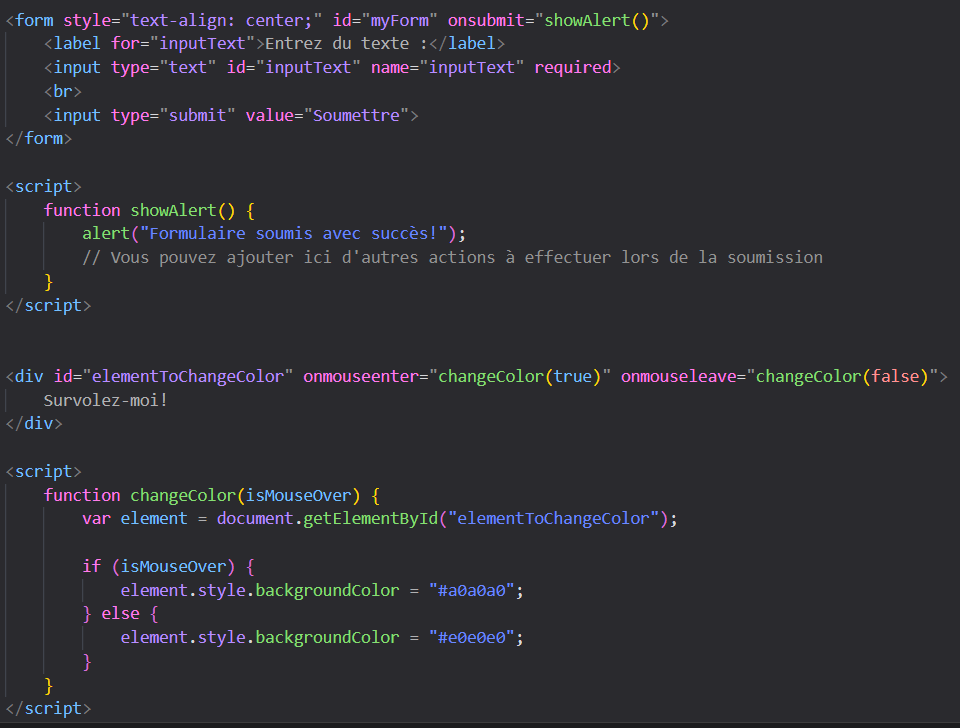 <form style="text-align: center;" id="myForm" onsubmit="showAlert()">
    <label for="inputText">Entrez du texte :</label>
    <input type="text" id="inputText" name="inputText" required>
    <br>
    <input type="submit" value="Soumettre">
</form>

<script>
    function showAlert() {
        alert("Formulaire soumis avec succès!");
        // Vous pouvez ajouter ici d'autres actions à effectuer lors de la soumission
    }
</script>


<div id="elementToChangeColor" onmouseenter="changeColor(true)" onmouseleave="changeColor(false)">
    Survolez-moi!
</div>

<script>
    function changeColor(isMouseOver) {
        var element = document.getElementById("elementToChangeColor");

        if (isMouseOver) {
            element.style.backgroundColor = "#a0a0a0";
        } else {
            element.style.backgroundColor = "#e0e0e0";
        }
    }
</script>